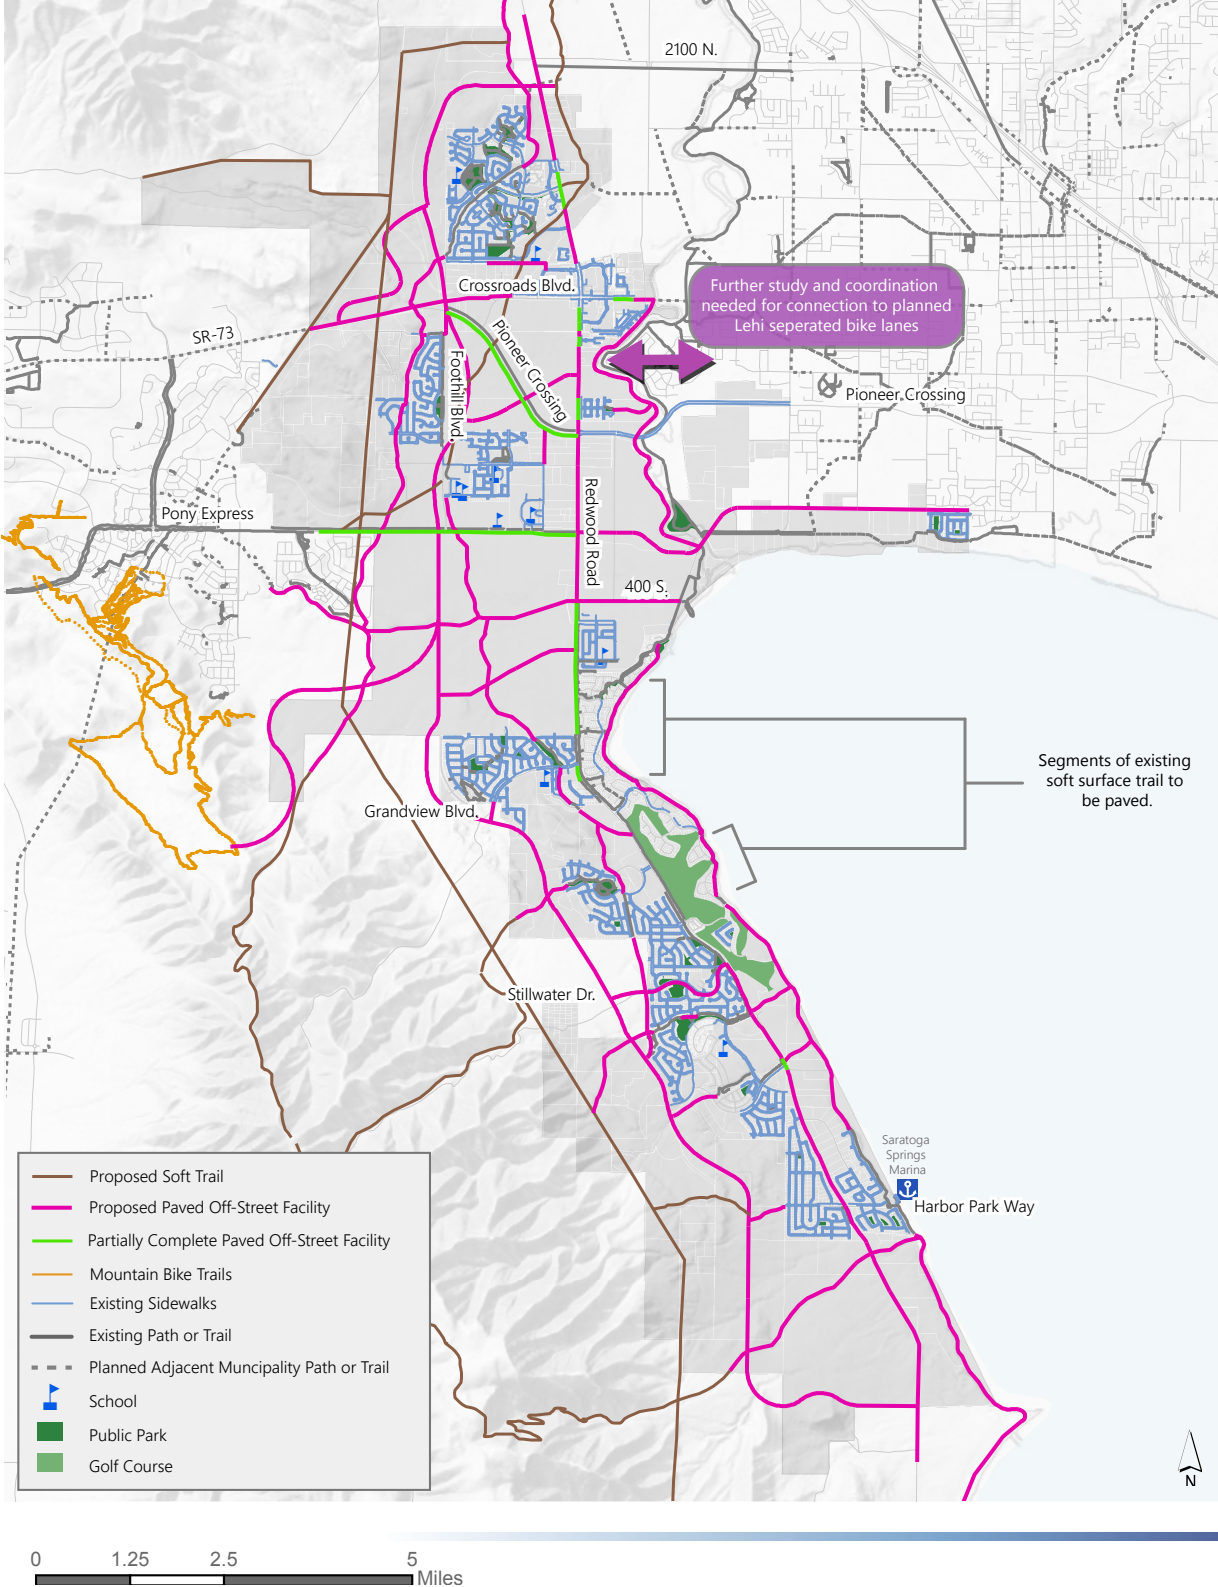 2100 N.
Crossroads Blvd.
Further study and coordination
needed for connection to planned
Lehi seperated bike lanes
SR-73
Pioneer Crossing
Foothill Blvd.
Pioneer Crossing
Pony Express
Redwood Road
400 S.
Segments of existing
soft surface trail to
be paved.
Grandview Blvd.
Stillwater Dr.
Saratoga
Springs
Marina
Harbor Park Way
Proposed Soft Trail
Proposed Paved Off-Street Facility
Partially Complete Paved Off-Street Facility
Mountain Bike Trails
Existing Sidewalks
Existing Path or Trail
Planned Adjacent Muncipality Path or Trail
School
Public Park
Golf Course
N
0 1.25 2.5 5
Miles